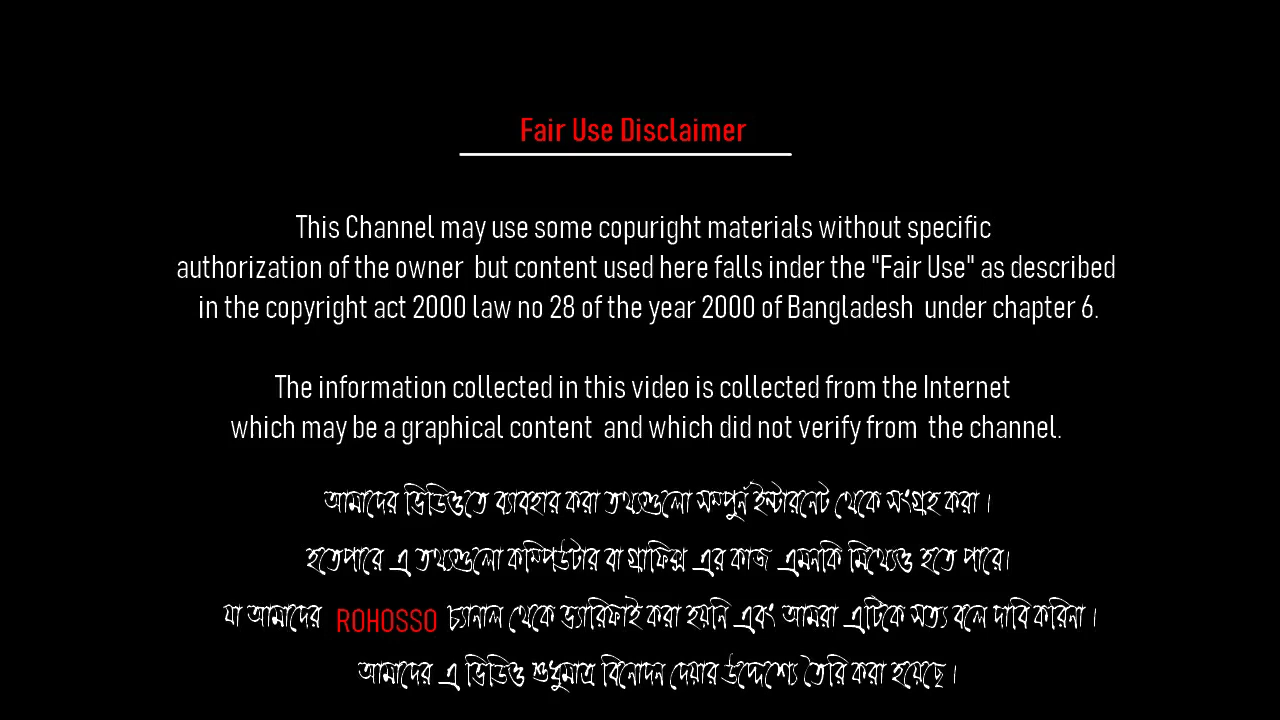 Fair Use Disclaimer
This Channel may use some copuright materials without specific
authorization of the owner but content used here falls inder the "Fair Use" as described
in the copyright act 2000 law no 28 of the year 2000 of Bangladesh under chapter 6.
The information collected in this video is collected from the Internet
which may be a graphical content and which did not verify from the channel.
আমাদের ভিডিওতে ব্যাবহার করা তথ্যগুলো সম্পুর্ন ইন্টারনেট থেকে সংগ্রহ করা।
হতেপারে এ তথ্যগুলো কম্পিউটার বা গ্রাফিক্স এর কাজ এমনকি মিথ্যেও হতে পারে।
যা আমাদের ROHOSSO চ্যানাল থেকে ভ্যারিফাই করা হয়নি এবং আমরা এটিকে সত্য বলে দাবি করিনা।
আমাদের এ ভিডিও শুধুমাত্র বিনোদন দেয়ার উদ্দেশ্যে তৈরি করা হয়েছে।